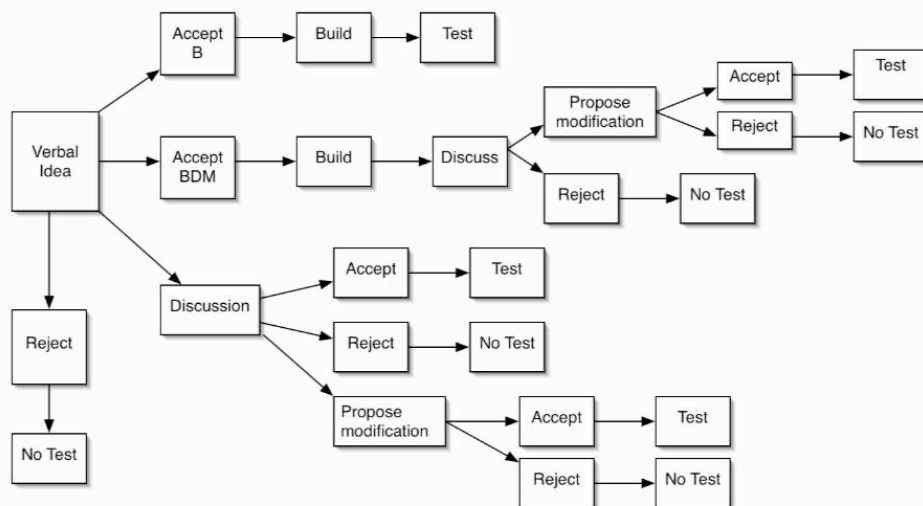 Accept
B
Build
Test
Verbal
Idea
Accept
BDM
Build
Discuss
Propose
modification
Accept
Test
Reject
No Test
Reject
No Test
Discussion
Accept
Test
Reject
No Test
Propose
modification
Accept
Test
Reject
No Test
Reject
No Test